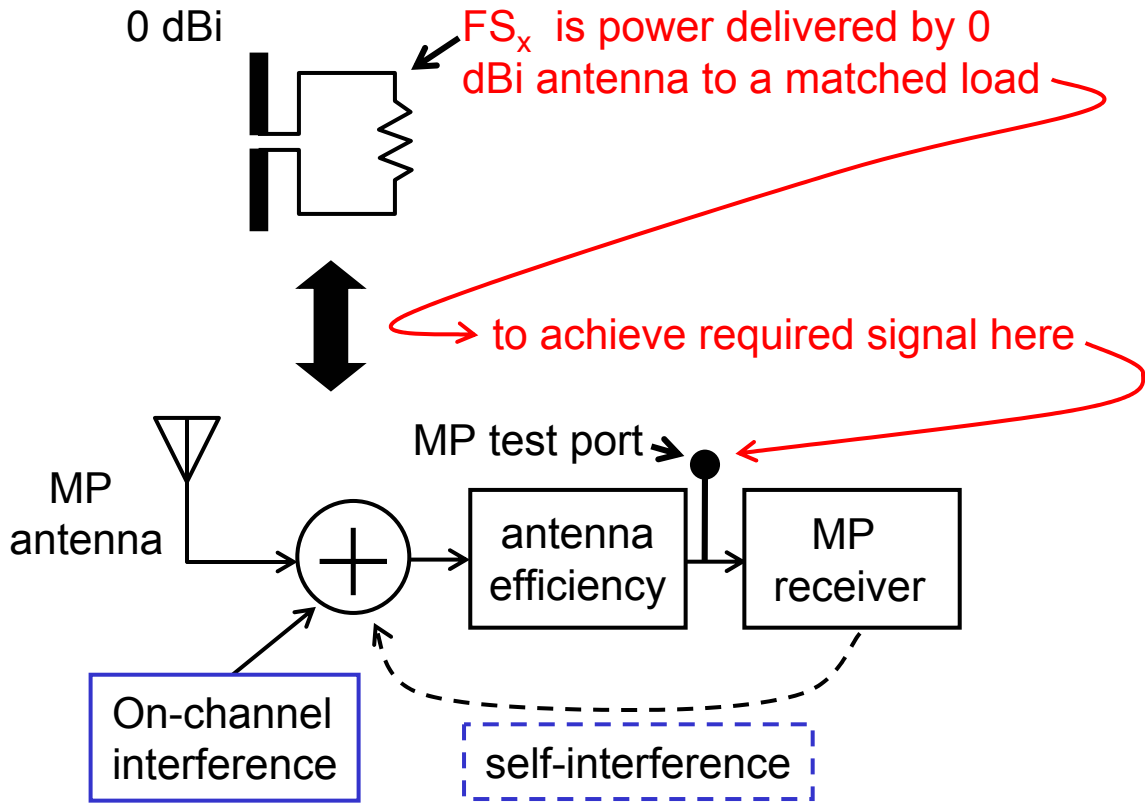 0 dBi
FSx is power delivered by 0
dBi antenna to a matched load
to achieve required signal here
MP test port
MP
antenna
antenna
efficiency
MP
receiver
On-channel
interference
self-interference